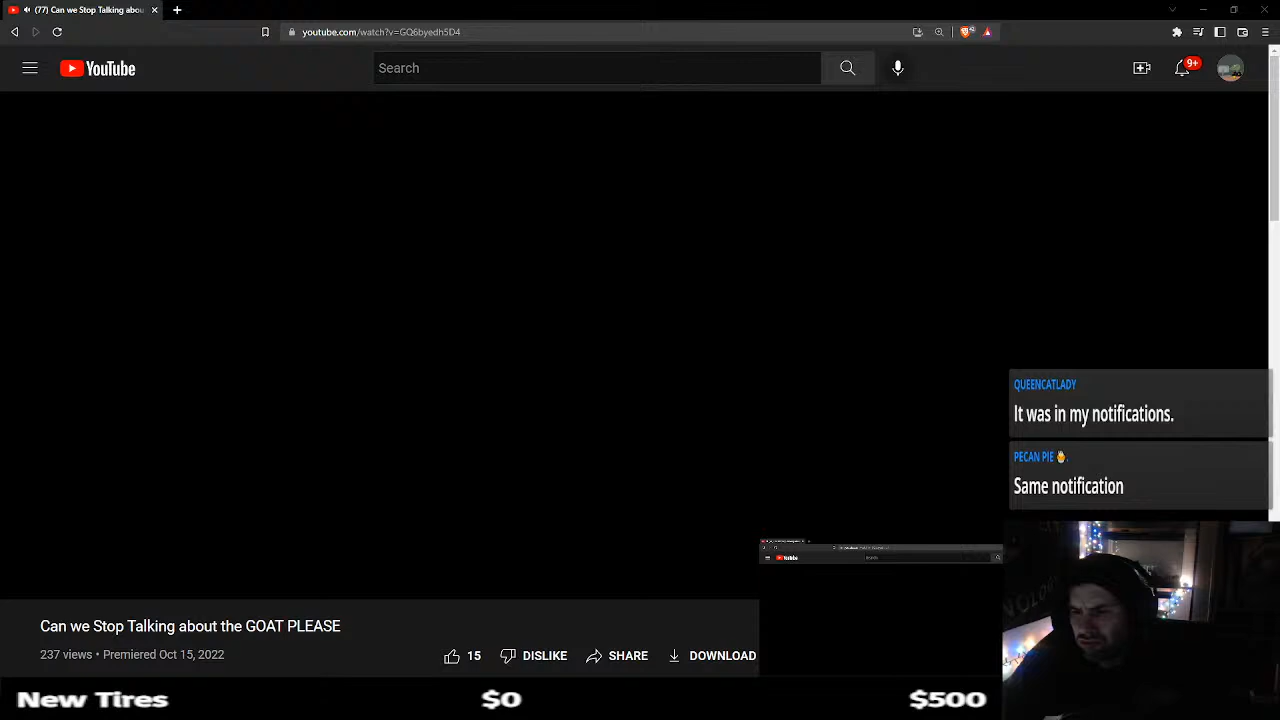 (77) Can we Stop Talking abou
youtube.com/watch?v=GQ6byedh5D4
YouTube
Search
9+
QUEENCATLADY
It was in my notifications.
PECAN PIE
Same notification
YouTube
Can we Stop Talking about the GOAT PLEASE
237 views • Premiered Oct 15, 2022
15
DISLIKE
SHARE
DOWNLOAD
New Tires
$0
$500